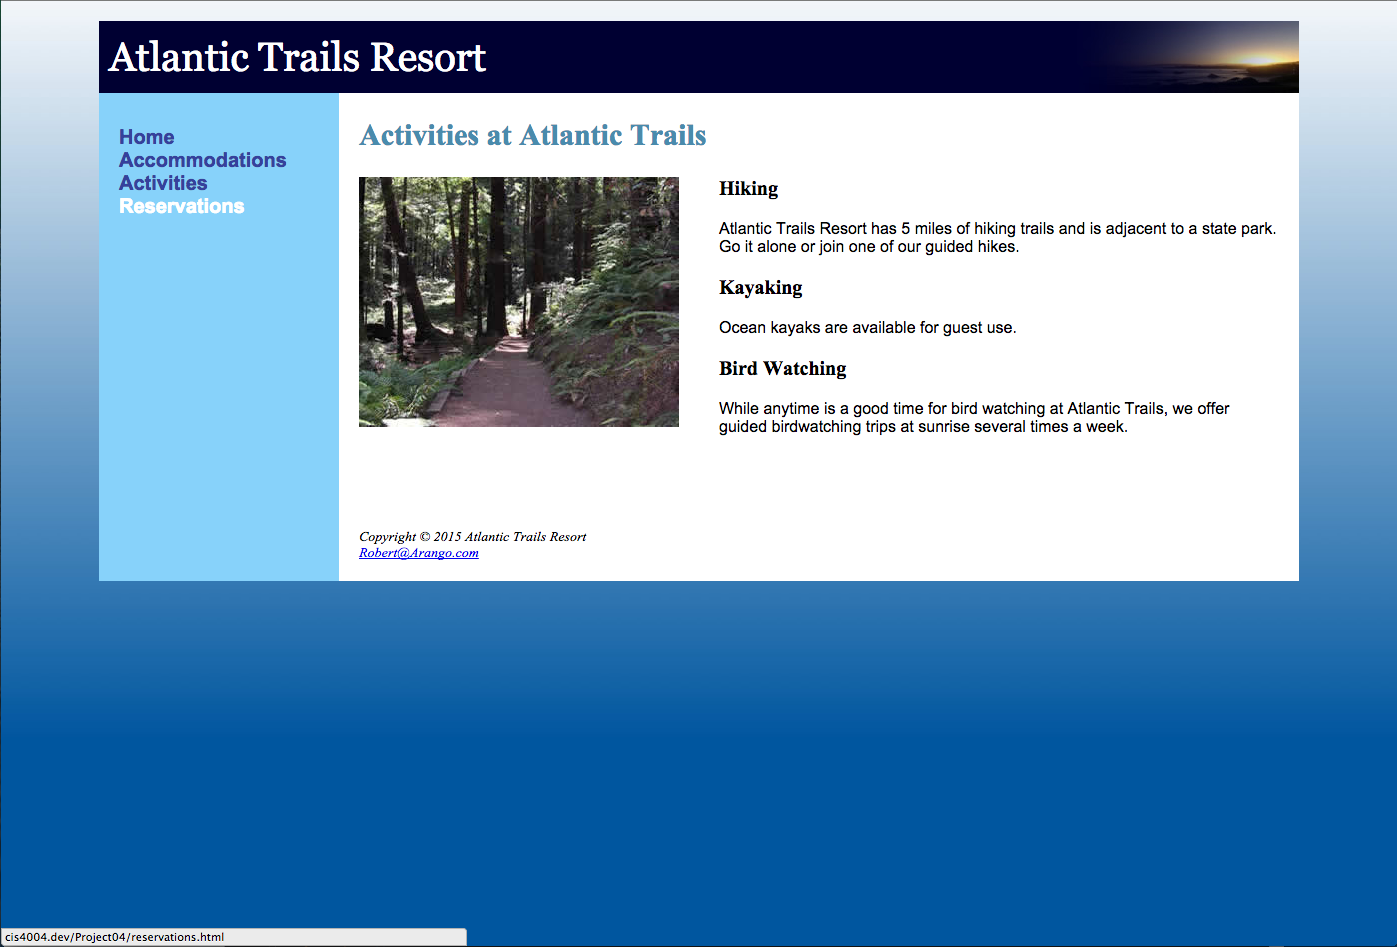 Atlantic Trails Resort
Home
Accommodations
Activities
Reservations
Activities at Atlantic Trails
Hiking
Atlantic Trails Resort has 5 miles of hiking trails and is adjacent to a state park.
Go it alone or join one of our guided hikes.
Kayaking
Ocean kayaks are available for guest use.
Bird Watching
While anytime is a good time for bird watching at Atlantic Trails, we offer
guided birdwatching trips at sunrise several times a week.
Copyright © 2015 Atlantic Trails Resort
Robert@Arango.com
cis4004.dev/Project04/reservations.html